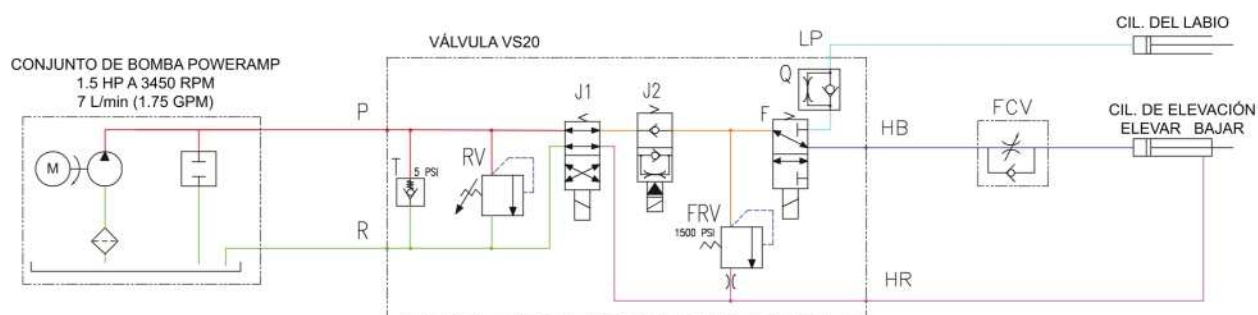 CIL. DEL LABIO
LP
VÁLVULA VS20
CONJUNTO DE BOMBA POWERAMP
1.5 HP A 3450 RPM
7 L/min (1.75 GPM)
Q
J1
J2
F
P
HB
FCV
CIL. DE ELEVACIÓN
ELEVAR BAJAR
M
T
5 PSI
RV
FRV
1500 PSI
R
HR